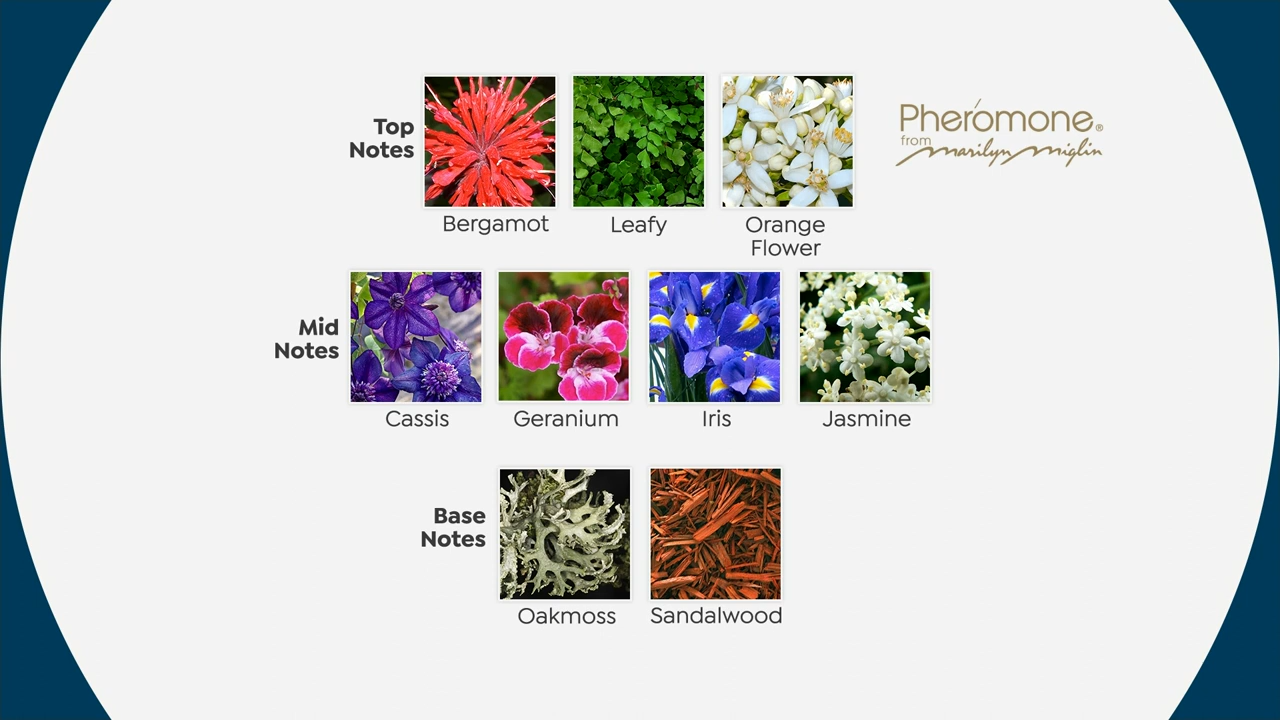 Top
Notes
Bergamot
Leafy
Orange
Flower
Phéromone®
from
marilyn miglin
Mid
Notes
Cassis
Geranium
Iris
Jasmine
Base
Notes
Oakmoss
Sandalwood